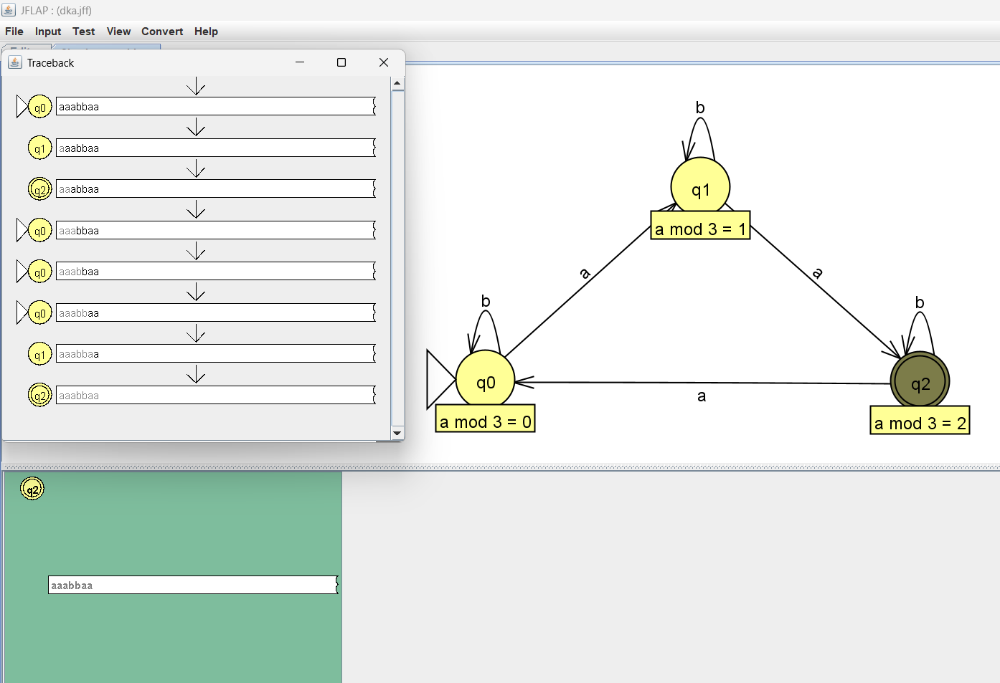 JFLAP : (dka.jff)
File Input Test View Convert Help
Traceback
q0 aaabbaa
q1 aaabbaa
q2 aaabbaa
q0 aaabbaa
q0 aaabbaa
q0 aaabbaa
q1 aaabbaa
q2 aaabbaa
b
q1
a mod 3 = 1
a
a
b
q0
a mod 3 = 0
a
b
q2
a mod 3 = 2
q2
aaabbaa